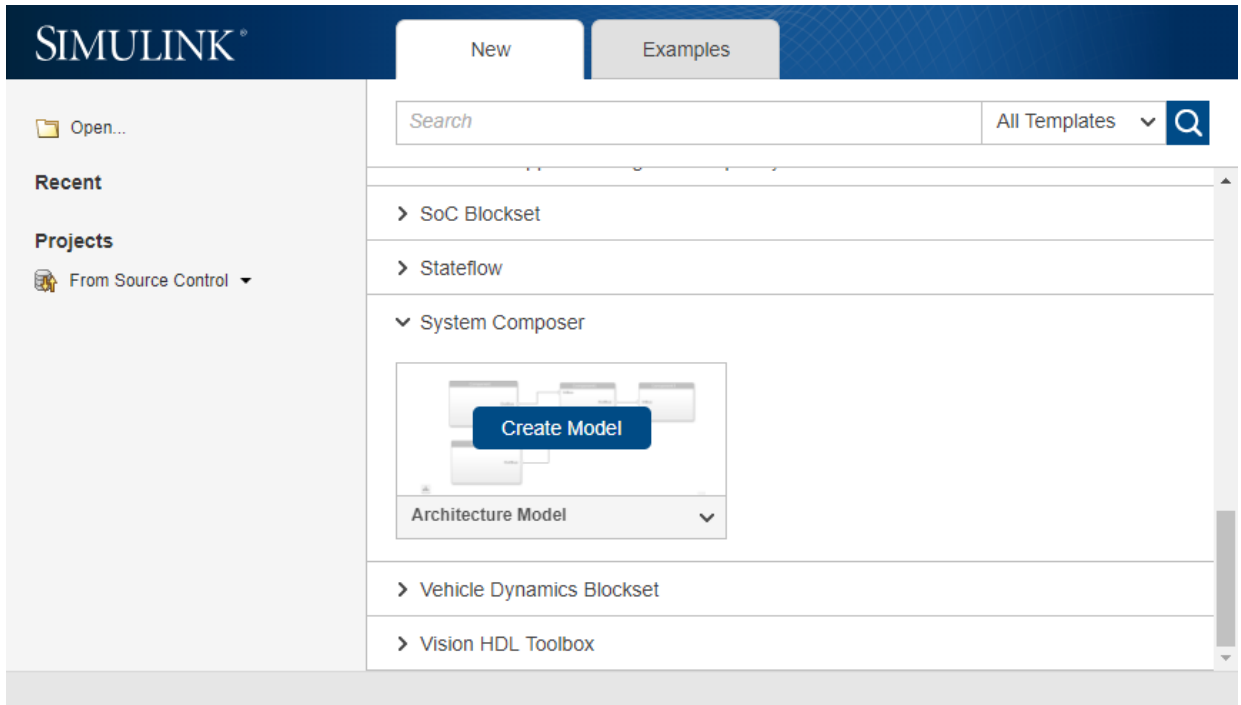 SIMULINK®
New
Examples
Open...
Search
All Templates
Recent
SoC Blockset
Projects
Stateflow
From Source Control
System Composer
Create Model
Architecture Model
Vehicle Dynamics Blockset
Vision HDL Toolbox